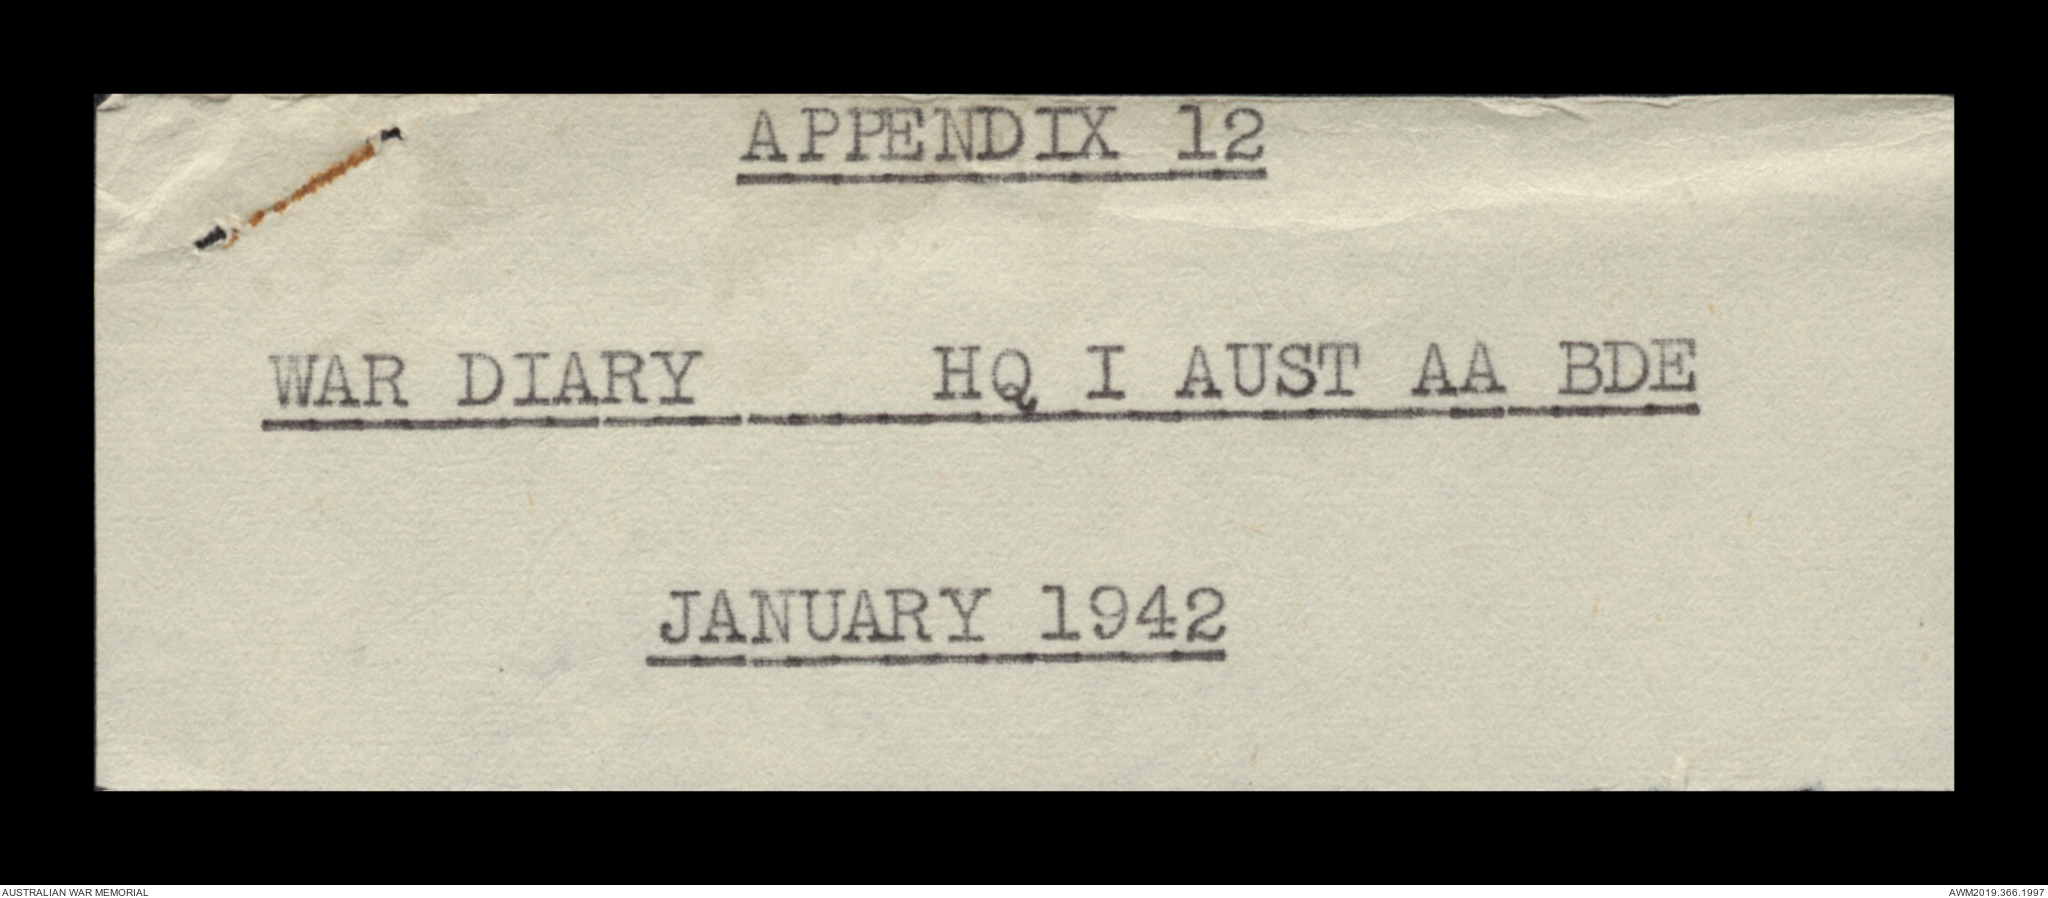 APPENDIX 12
WAR DIARY HQ I AUST AA BDE
JANUARY 1942
AUSTRALIAN WAR MEMORIAL
AWM2019.366.1997